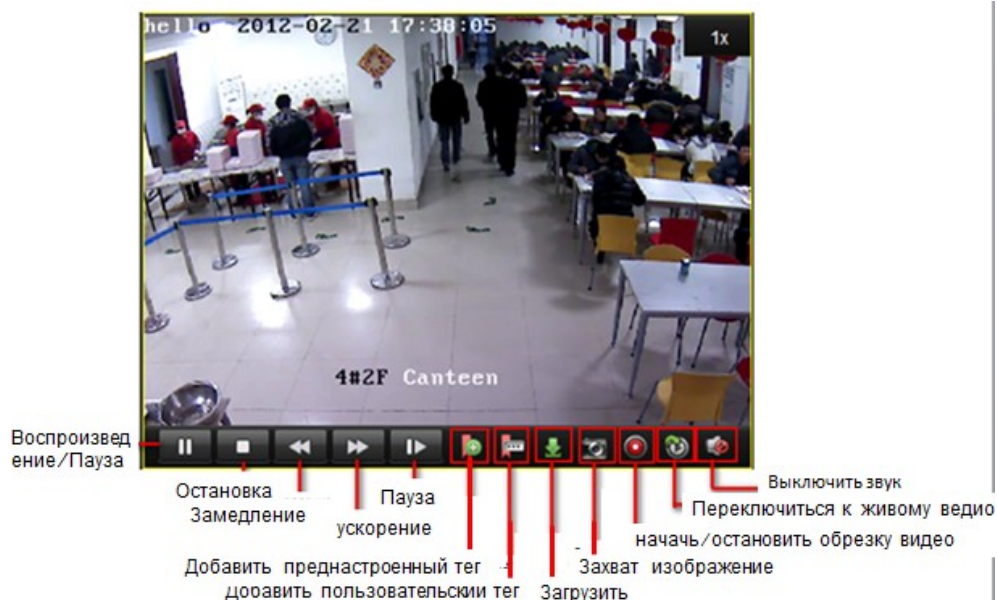 hello 2012-02-21 17:38:05
1x
4#2F Canteen
Воспроизвед
ение/Пауза
Остановка
Замедление
Пауза
ускорение
Выключить звук
Переключиться к живому ведио
начачь/остановить обрезку видео
Добавить преднастроенный тег
Захват изображение
добавить пользовательский тег
Загрузить